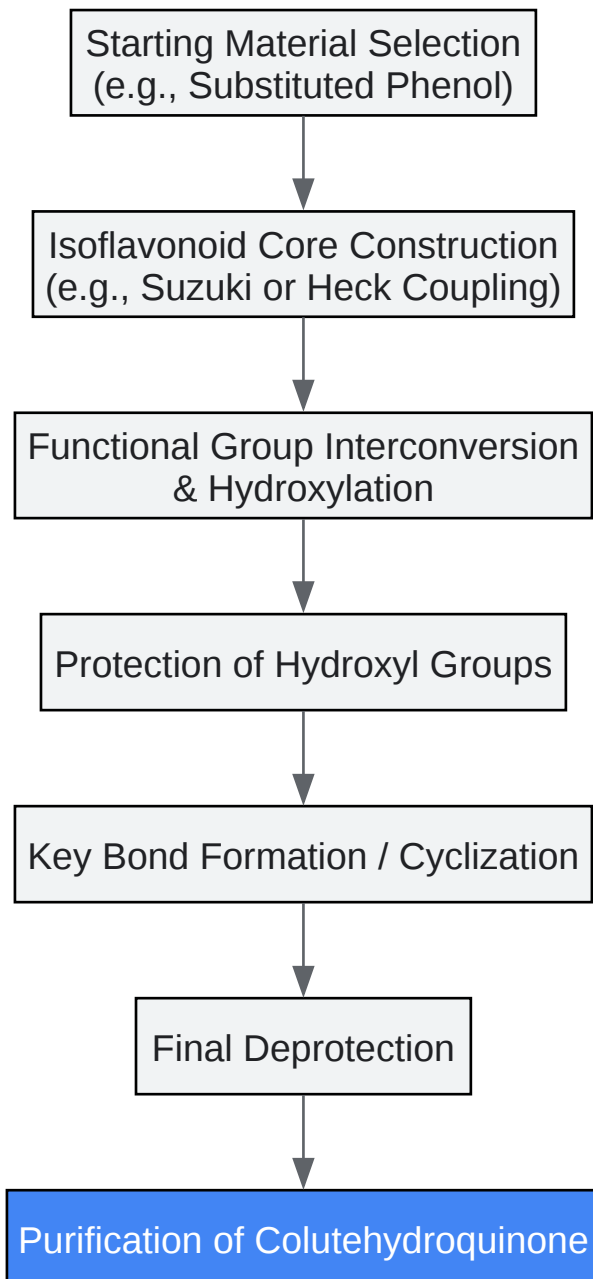 Starting Material Selection
(e.g., Substituted Phenol)
Isoflavonoid Core Construction
(e.g., Suzuki or Heck Coupling)
Functional Group Interconversion
& Hydroxylation
Protection of Hydroxyl Groups
Key Bond Formation / Cyclization
Final Deprotection
Purification of Colutehydroquinone